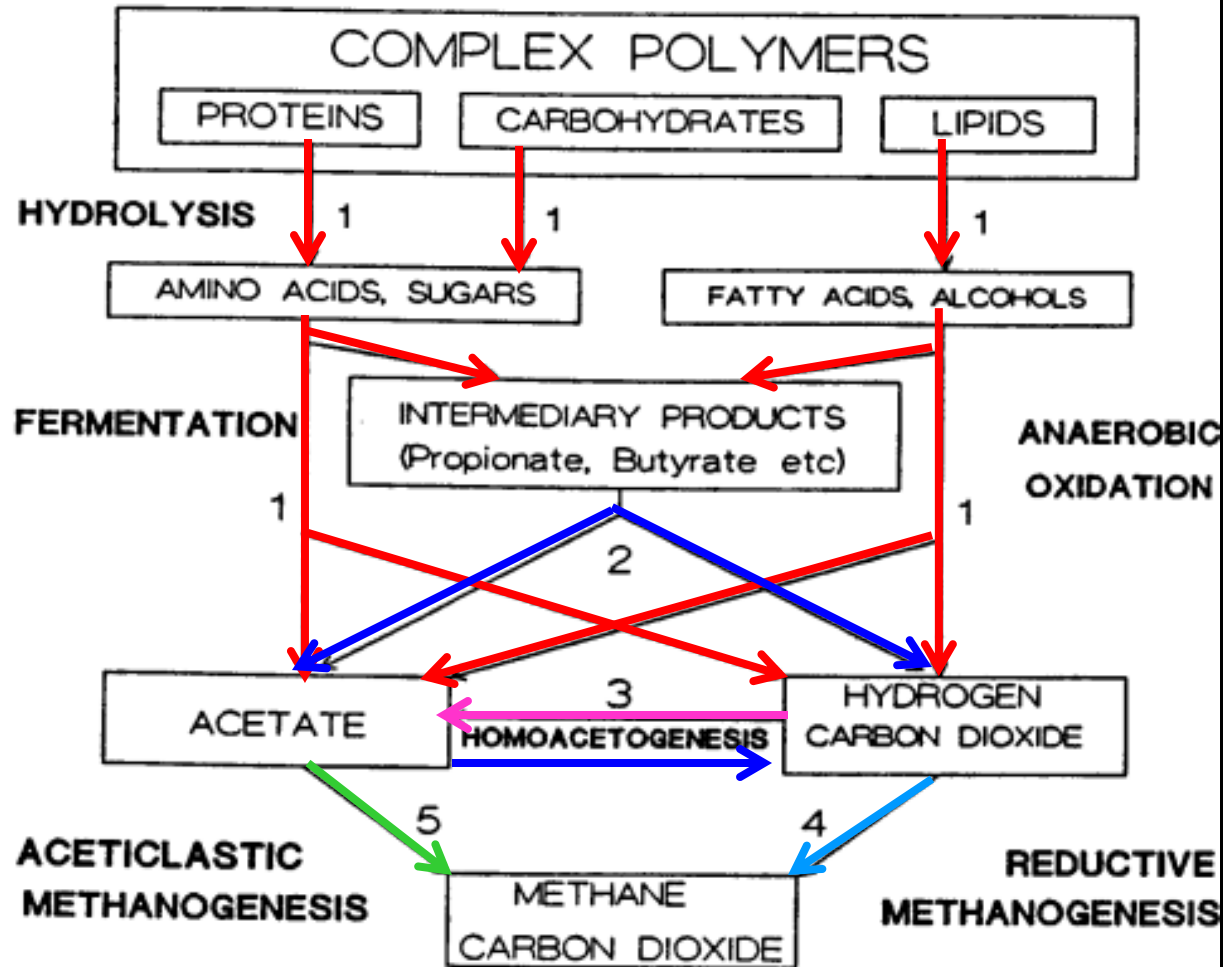 COMPLEX POLYMERS
PROTEINS
CARBOHYDRATES
LIPIDS
HYDROLYSIS
1
1
1
AMINO ACIDS, SUGARS
FATTY ACIDS, ALCOHOLS
FERMENTATION
INTERMEDIARY PRODUCTS
(Propionate, Butyrate etc)
ANAEROBIC
OXIDATION
1
1
2
ACETATE
3
HOMOACETOGENESIS
HYDROGEN
CARBON DIOXIDE
5
4
ACETICLASTIC
METHANOGENESIS
REDUCTIVE
METHANOGENESIS
METHANE
CARBON DIOXIDE